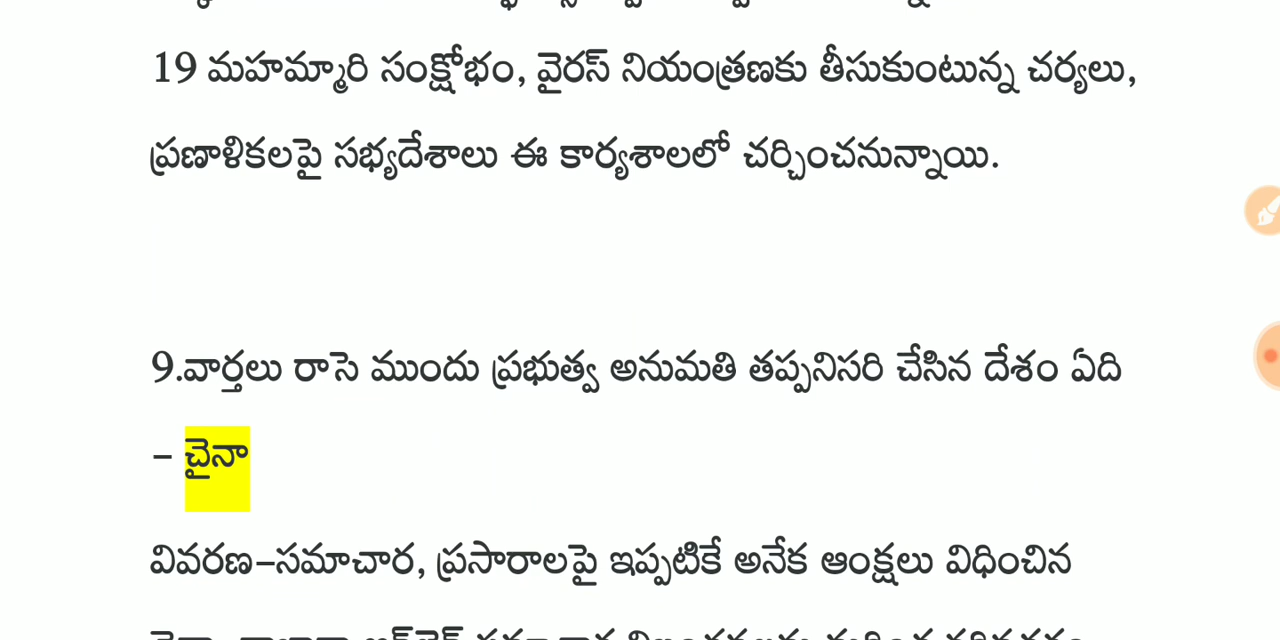 19 మహమ్మారి సంక్షోభం, వైరస్ నియంత్రణకు తీసుకుంటున్న చర్యలు,
ప్రణాళికలపై సభ్యదేశాలు ఈ కార్యశాలలో చర్చించనున్నాయి.
9.వార్తలు రాసె ముందు ప్రభుత్వ అనుమతి తప్పనిసరి చేసిన దేశం ఏది
– చైనా
వివరణ–సమాచార, ప్రసారాలపై ఇప్పటికే అనేక ఆంక్షలు విధించిన